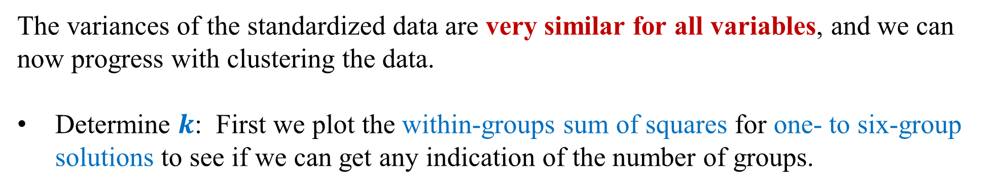 The variances of the standardized data are very similar for all variables, and we can
now progress with clustering the data.
• Determine k: First we plot the within-groups sum of squares for one- to six-group
solutions to see if we can get any indication of the number of groups.